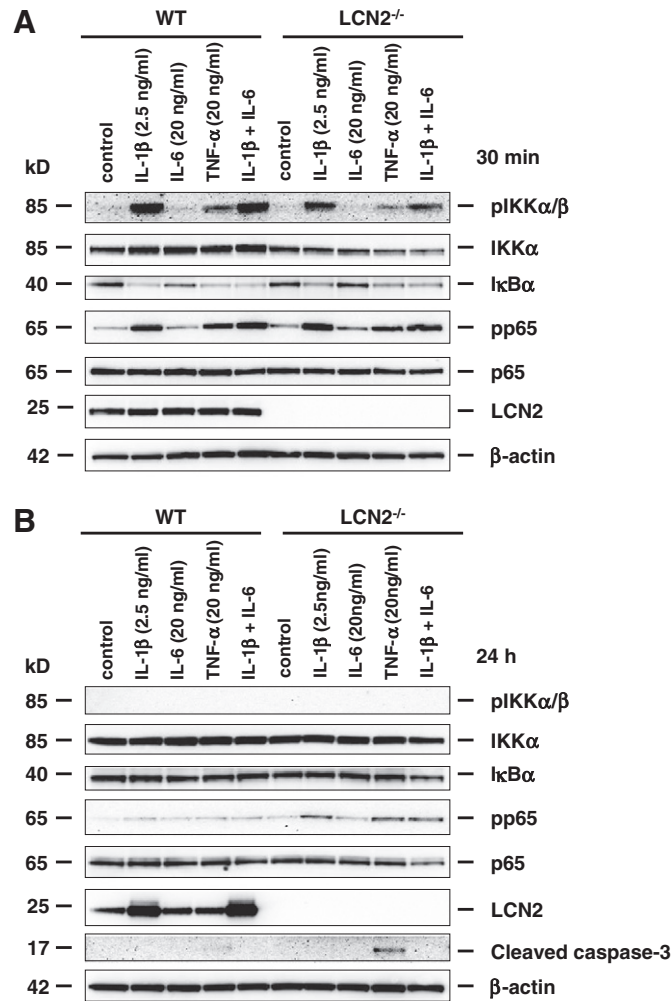 A
WT LCN2-/-
control
IL-1β (2.5 ng/ml)
IL-6 (20 ng/ml)
TNF-α (20 ng/ml)
IL-1β + IL-6
control
IL-1β (2.5 ng/ml)
IL-6 (20 ng/ml)
TNF-α (20 ng/ml)
IL-1β + IL-6
30 min
kD
85 pIKKα/β
85 IKKα
40 IκBα
65 pp65
65 p65
25 LCN2
42 β-actin
B
WT LCN2-/-
control
IL-1β (2.5 ng/ml)
IL-6 (20 ng/ml)
TNF-α (20 ng/ml)
IL-1β + IL-6
control
IL-1β (2.5ng/ml)
IL-6 (20ng/ml)
TNF-α (20ng/ml)
IL-1β + IL-6
24 h
kD
85 pIKKα/β
85 IKKα
40 IκBα
65 pp65
65 p65
25 LCN2
17 Cleaved caspase-3
42 β-actin